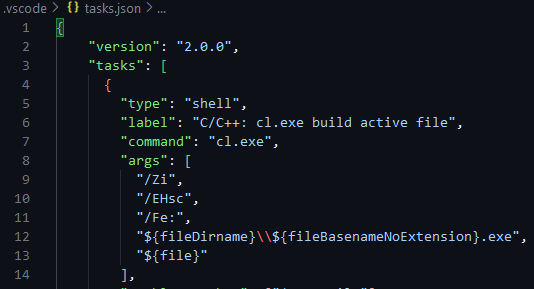 .vscode > {} tasks.json > ...
1 {
2 "version": "2.0.0",
3 "tasks": [
4 {
5 "type": "shell",
6 "label": "C/C++: cl.exe build active file",
7 "command": "cl.exe",
8 "args": [
9 "/Zi",
10 "/EHsc",
11 "/Fe:",
12 "${fileDirname}\\${fileBasenameNoExtension}.exe",
13 "${file}"
14 ],